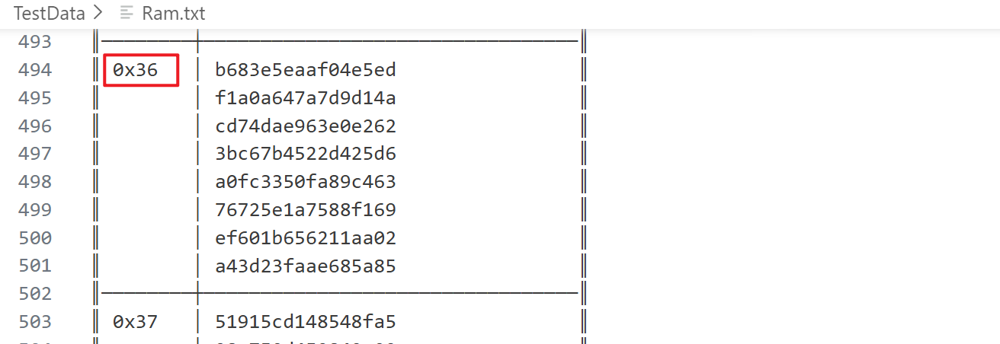 TestData > Ram.txt
493
494 0x36 b683e5eaaf04e5ed
495 f1a0a647a7d9d14a
496 cd74dae963e0e262
497 3bc67b4522d425d6
498 a0fc3350fa89c463
499 76725e1a7588f169
500 ef601b656211aa02
501 a43d23faae685a85
502
503 0x37 51915cd148548fa5